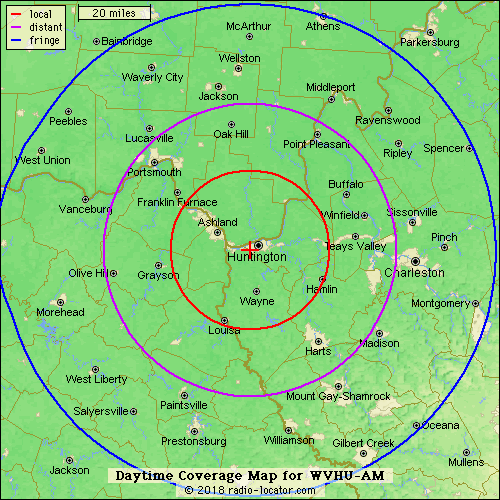 local
distant
fringe
20 miles
Athens
McArthur
Parkersburg
Bainbridge
Wellston
Waverly City
Jackson
Middleport
Peebles
Ravenswood
Lucasville
Oak Hill
Point Pleasant
Ripley
Spencer
West Union
Portsmouth
Buffalo
Vanceburg
Franklin Furnace
Winfield
Sissonville
Ashland
Huntington
Teays Valley
Pinch
Charleston
Olive Hill
Grayson
Hamlin
Wayne
Morehead
Montgomery
Louisa
Madison
Harts
West Liberty
Mount Gay-Shamrock
Paintsville
Salyersville
Oceana
Prestonsburg
Williamson
Gilbert Creek
Jackson
Mullens
Daytime Coverage Map for WVHU-AM
© 2018 radio-locator.com